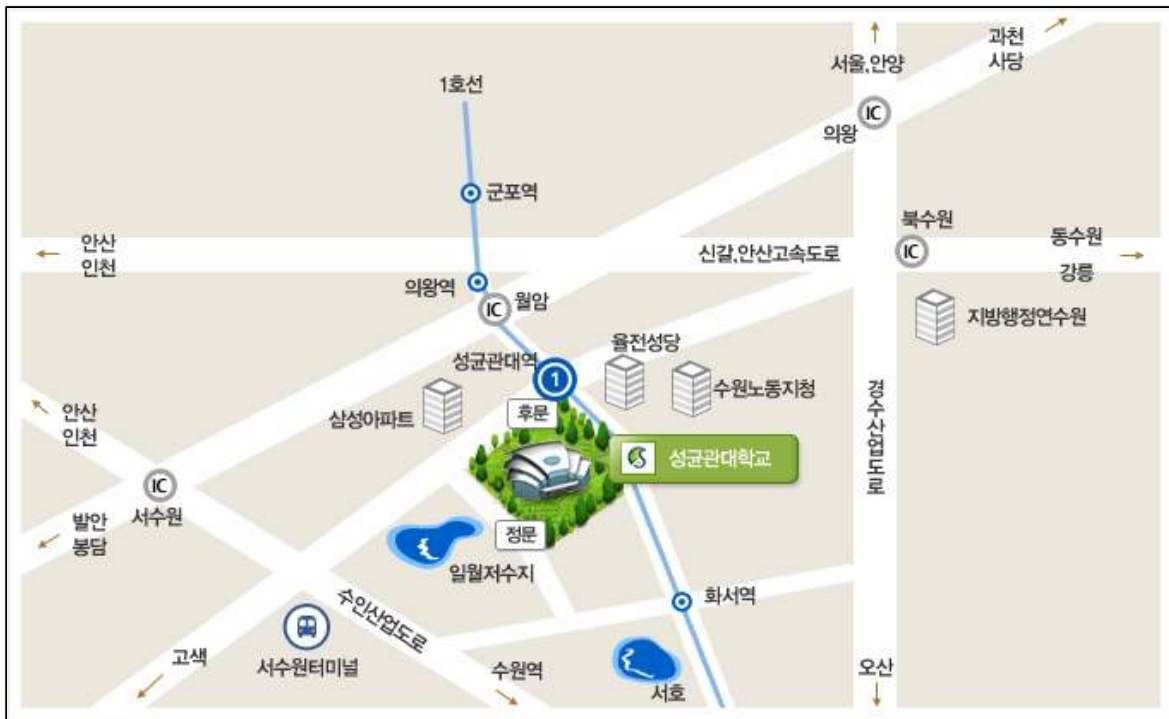 과천
사당
서울,안양
IC
의왕
1호선
군포역
북수원
IC
동수원
강릉
안산
인천
신갈,안산고속도로
의왕역
IC
월암
지방행정연수원
율전성당
성균관대역
1
수원노동지청
삼성아파트
후문
경수산업도로
안산
인천
성균관대학교
IC
서수원
발안
봉담
정문
일월저수지
화서역
수인산업도로
고색
서수원터미널
수원역
서호
오산